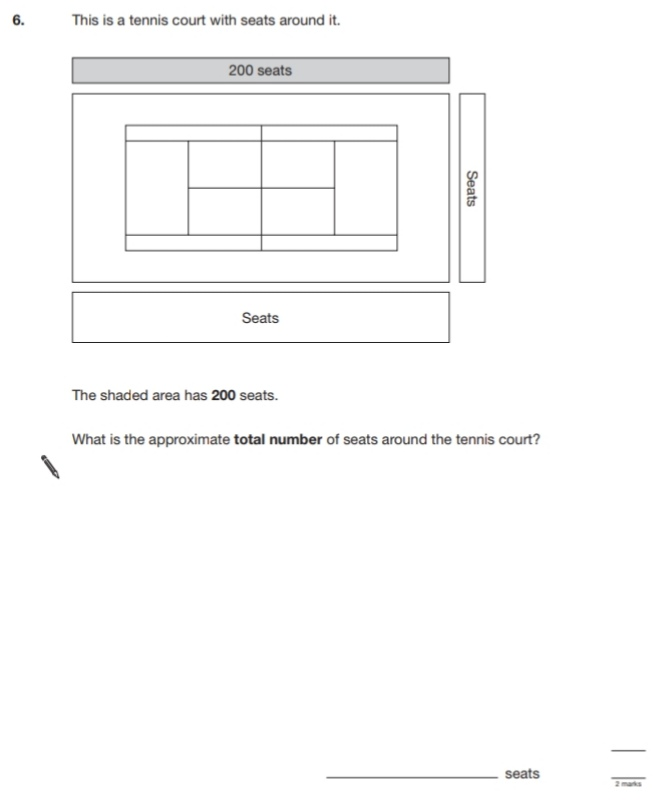 6. This is a tennis court with seats around it.
200 seats
Seats
Seats
The shaded area has 200 seats.
What is the approximate total number of seats around the tennis court?
seats
2 marks